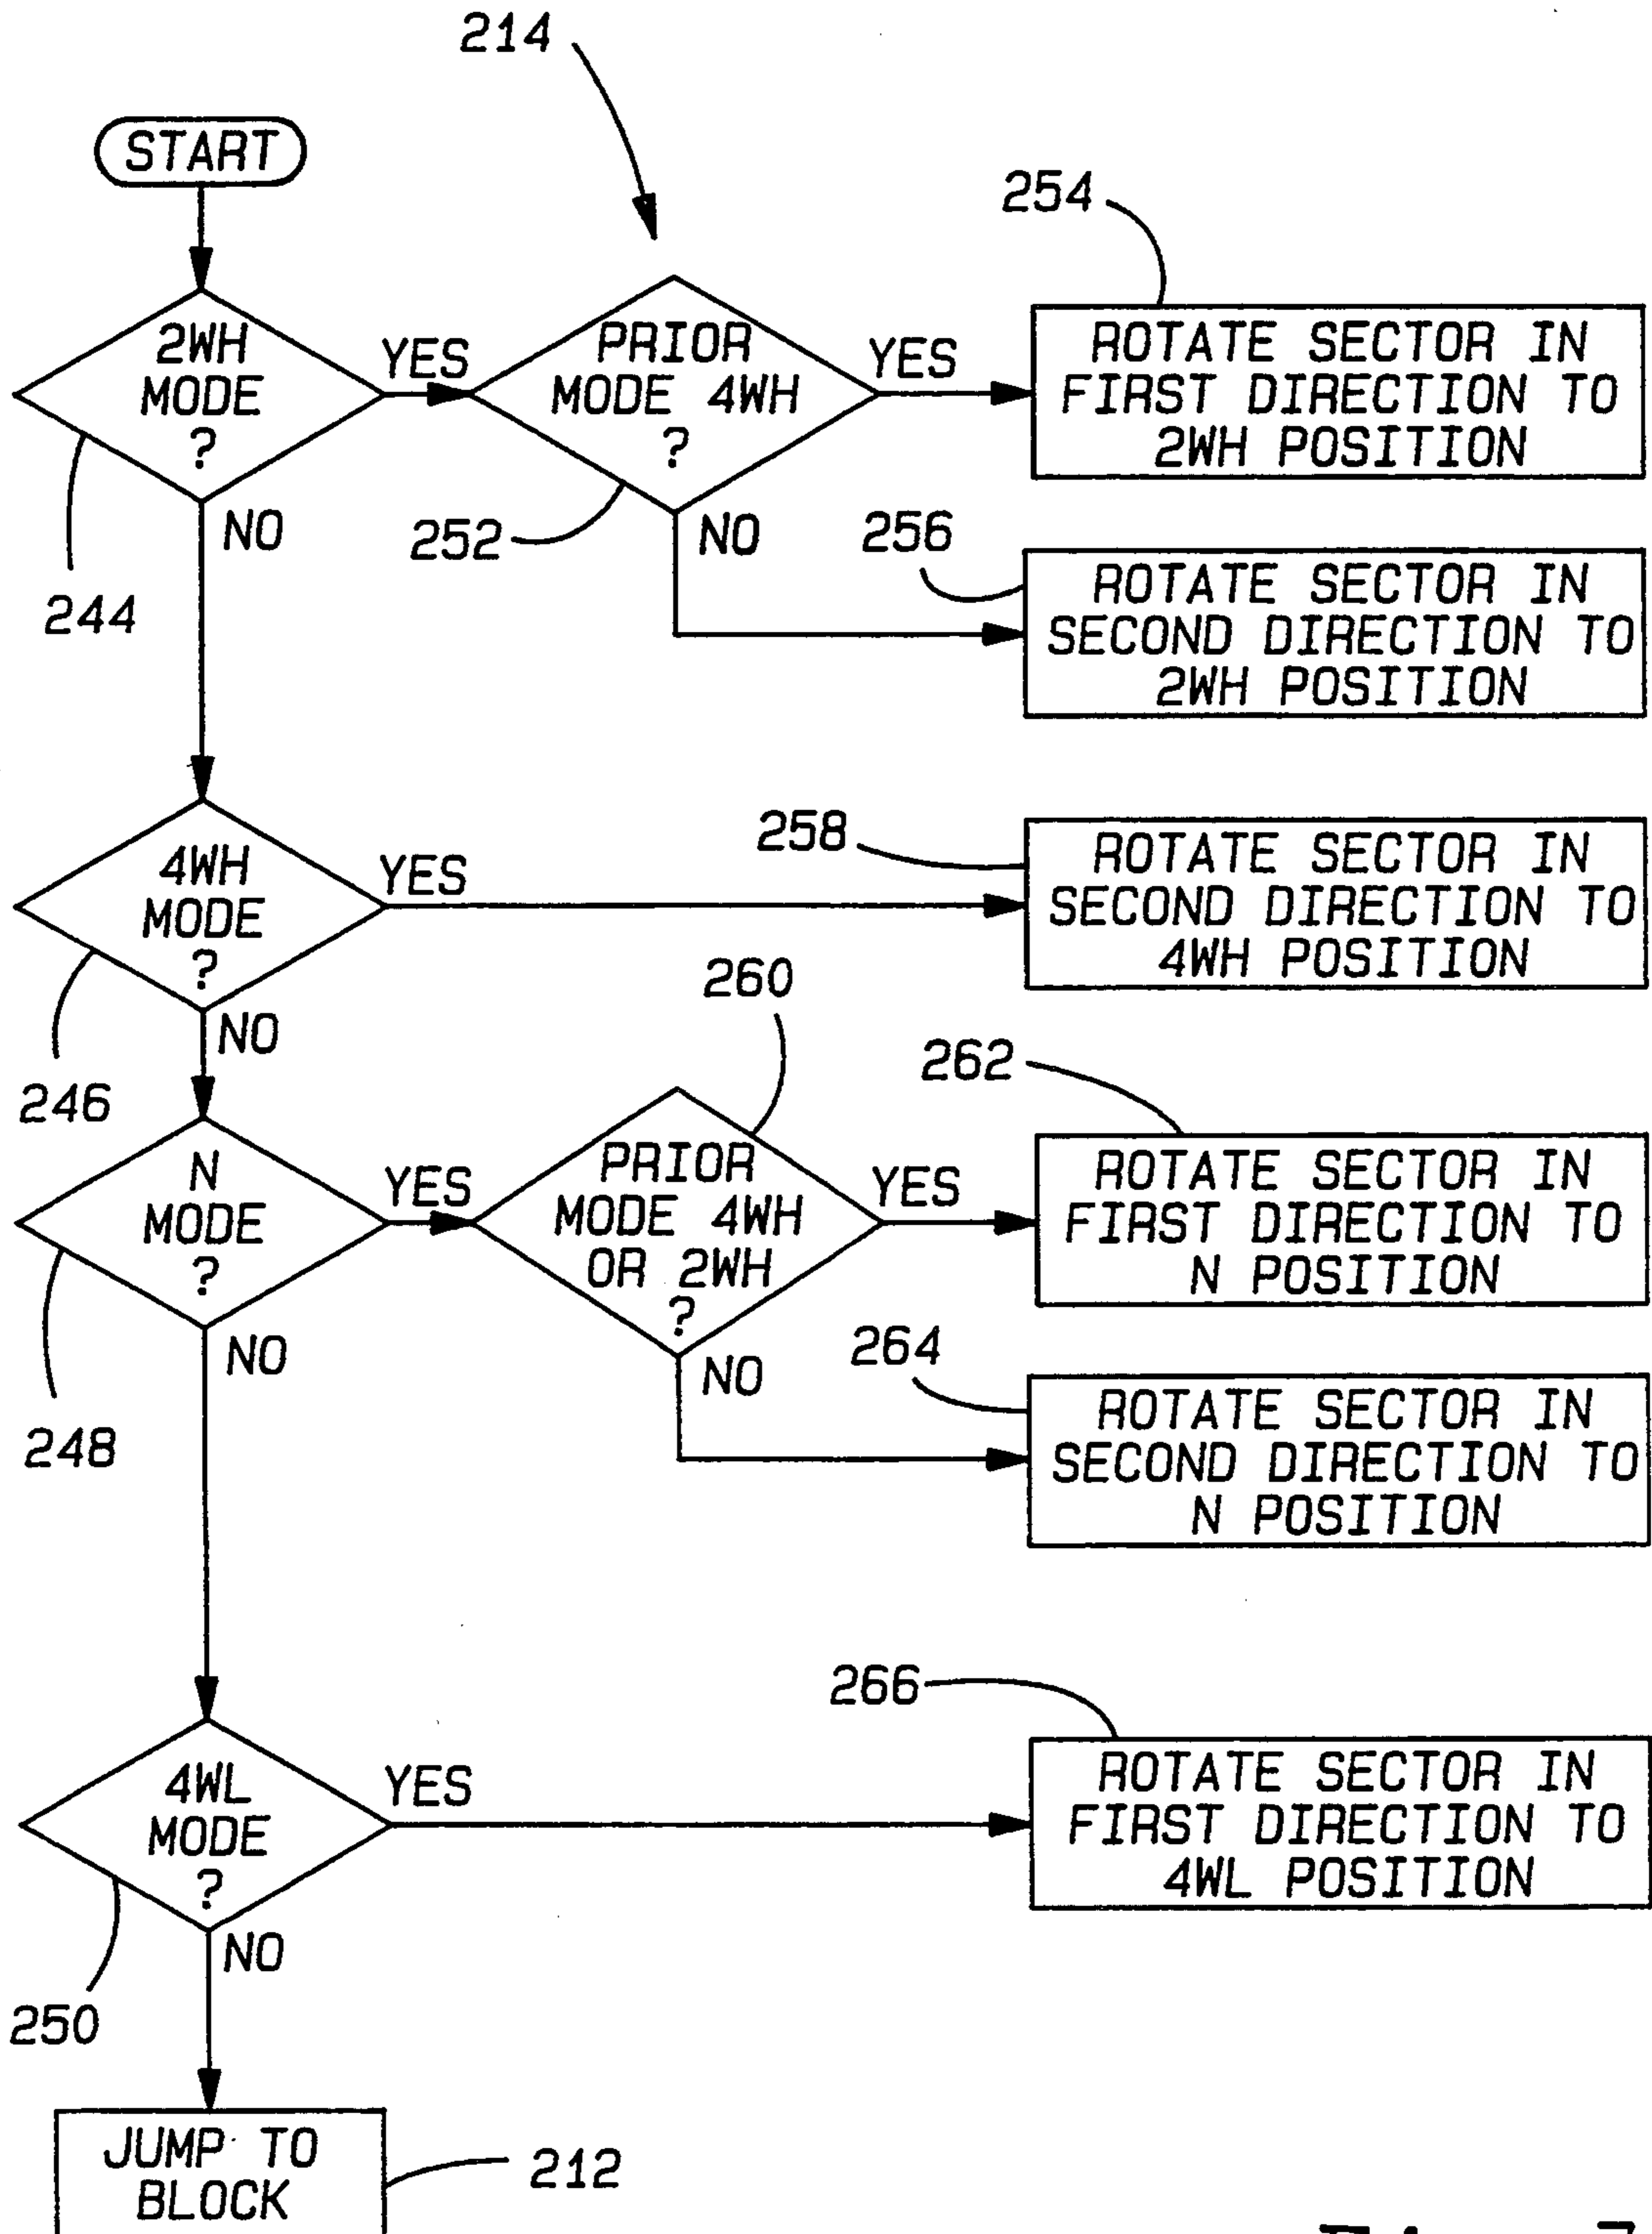 214
START
254
2WH
MODE
?
YES
PRIOR
MODE 4WH
?
YES
ROTATE SECTOR IN
FIRST DIRECTION TO
2WH POSITION
NO
244
252
NO
256
ROTATE SECTOR IN
SECOND DIRECTION TO
2WH POSITION
4WH
MODE
?
YES
258
ROTATE SECTOR IN
SECOND DIRECTION TO
4WH POSITION
NO
246
260
262
N
MODE
?
YES
PRIOR
MODE 4WH
OR 2WH
?
YES
ROTATE SECTOR IN
FIRST DIRECTION TO
N POSITION
NO
248
NO
264
ROTATE SECTOR IN
SECOND DIRECTION TO
N POSITION
266
4WL
MODE
?
YES
ROTATE SECTOR IN
FIRST DIRECTION TO
4WL POSITION
NO
250
JUMP TO
BLOCK
212